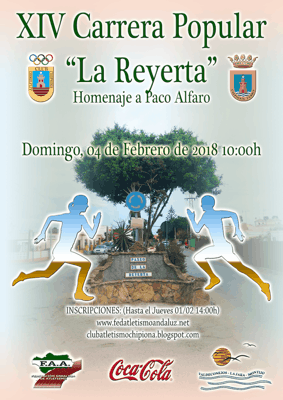 XIV Carrera Popular
“La Reyerta”
Homenaje a Paco Alfaro
Domingo, 04 de Febrero de 2018 10:00h
PASEO
DE LA
REYERTA
INSCRIPCIONES: (Hasta el Jueves 01/02 14:00h)
www.fedatletismoandaluz.net
clubatletismochipiona.blogspot.com
F.A.A.
Coca-Cola